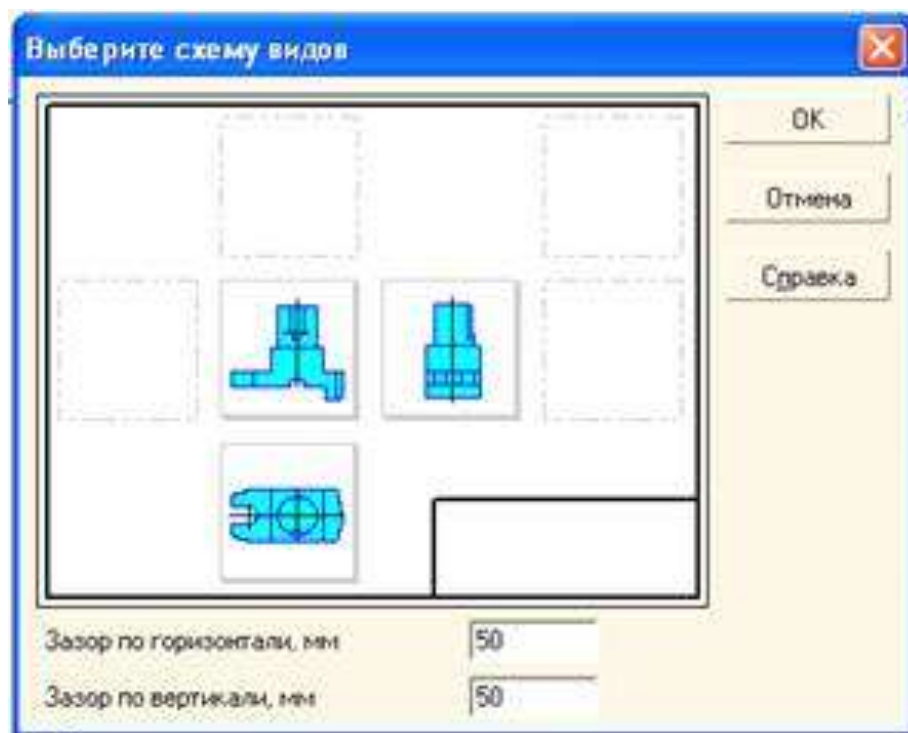 Выберите схему видов
OK
Отмена
Справка
Зазор по горизонтали, мм
50
Зазор по вертикали, мм
50